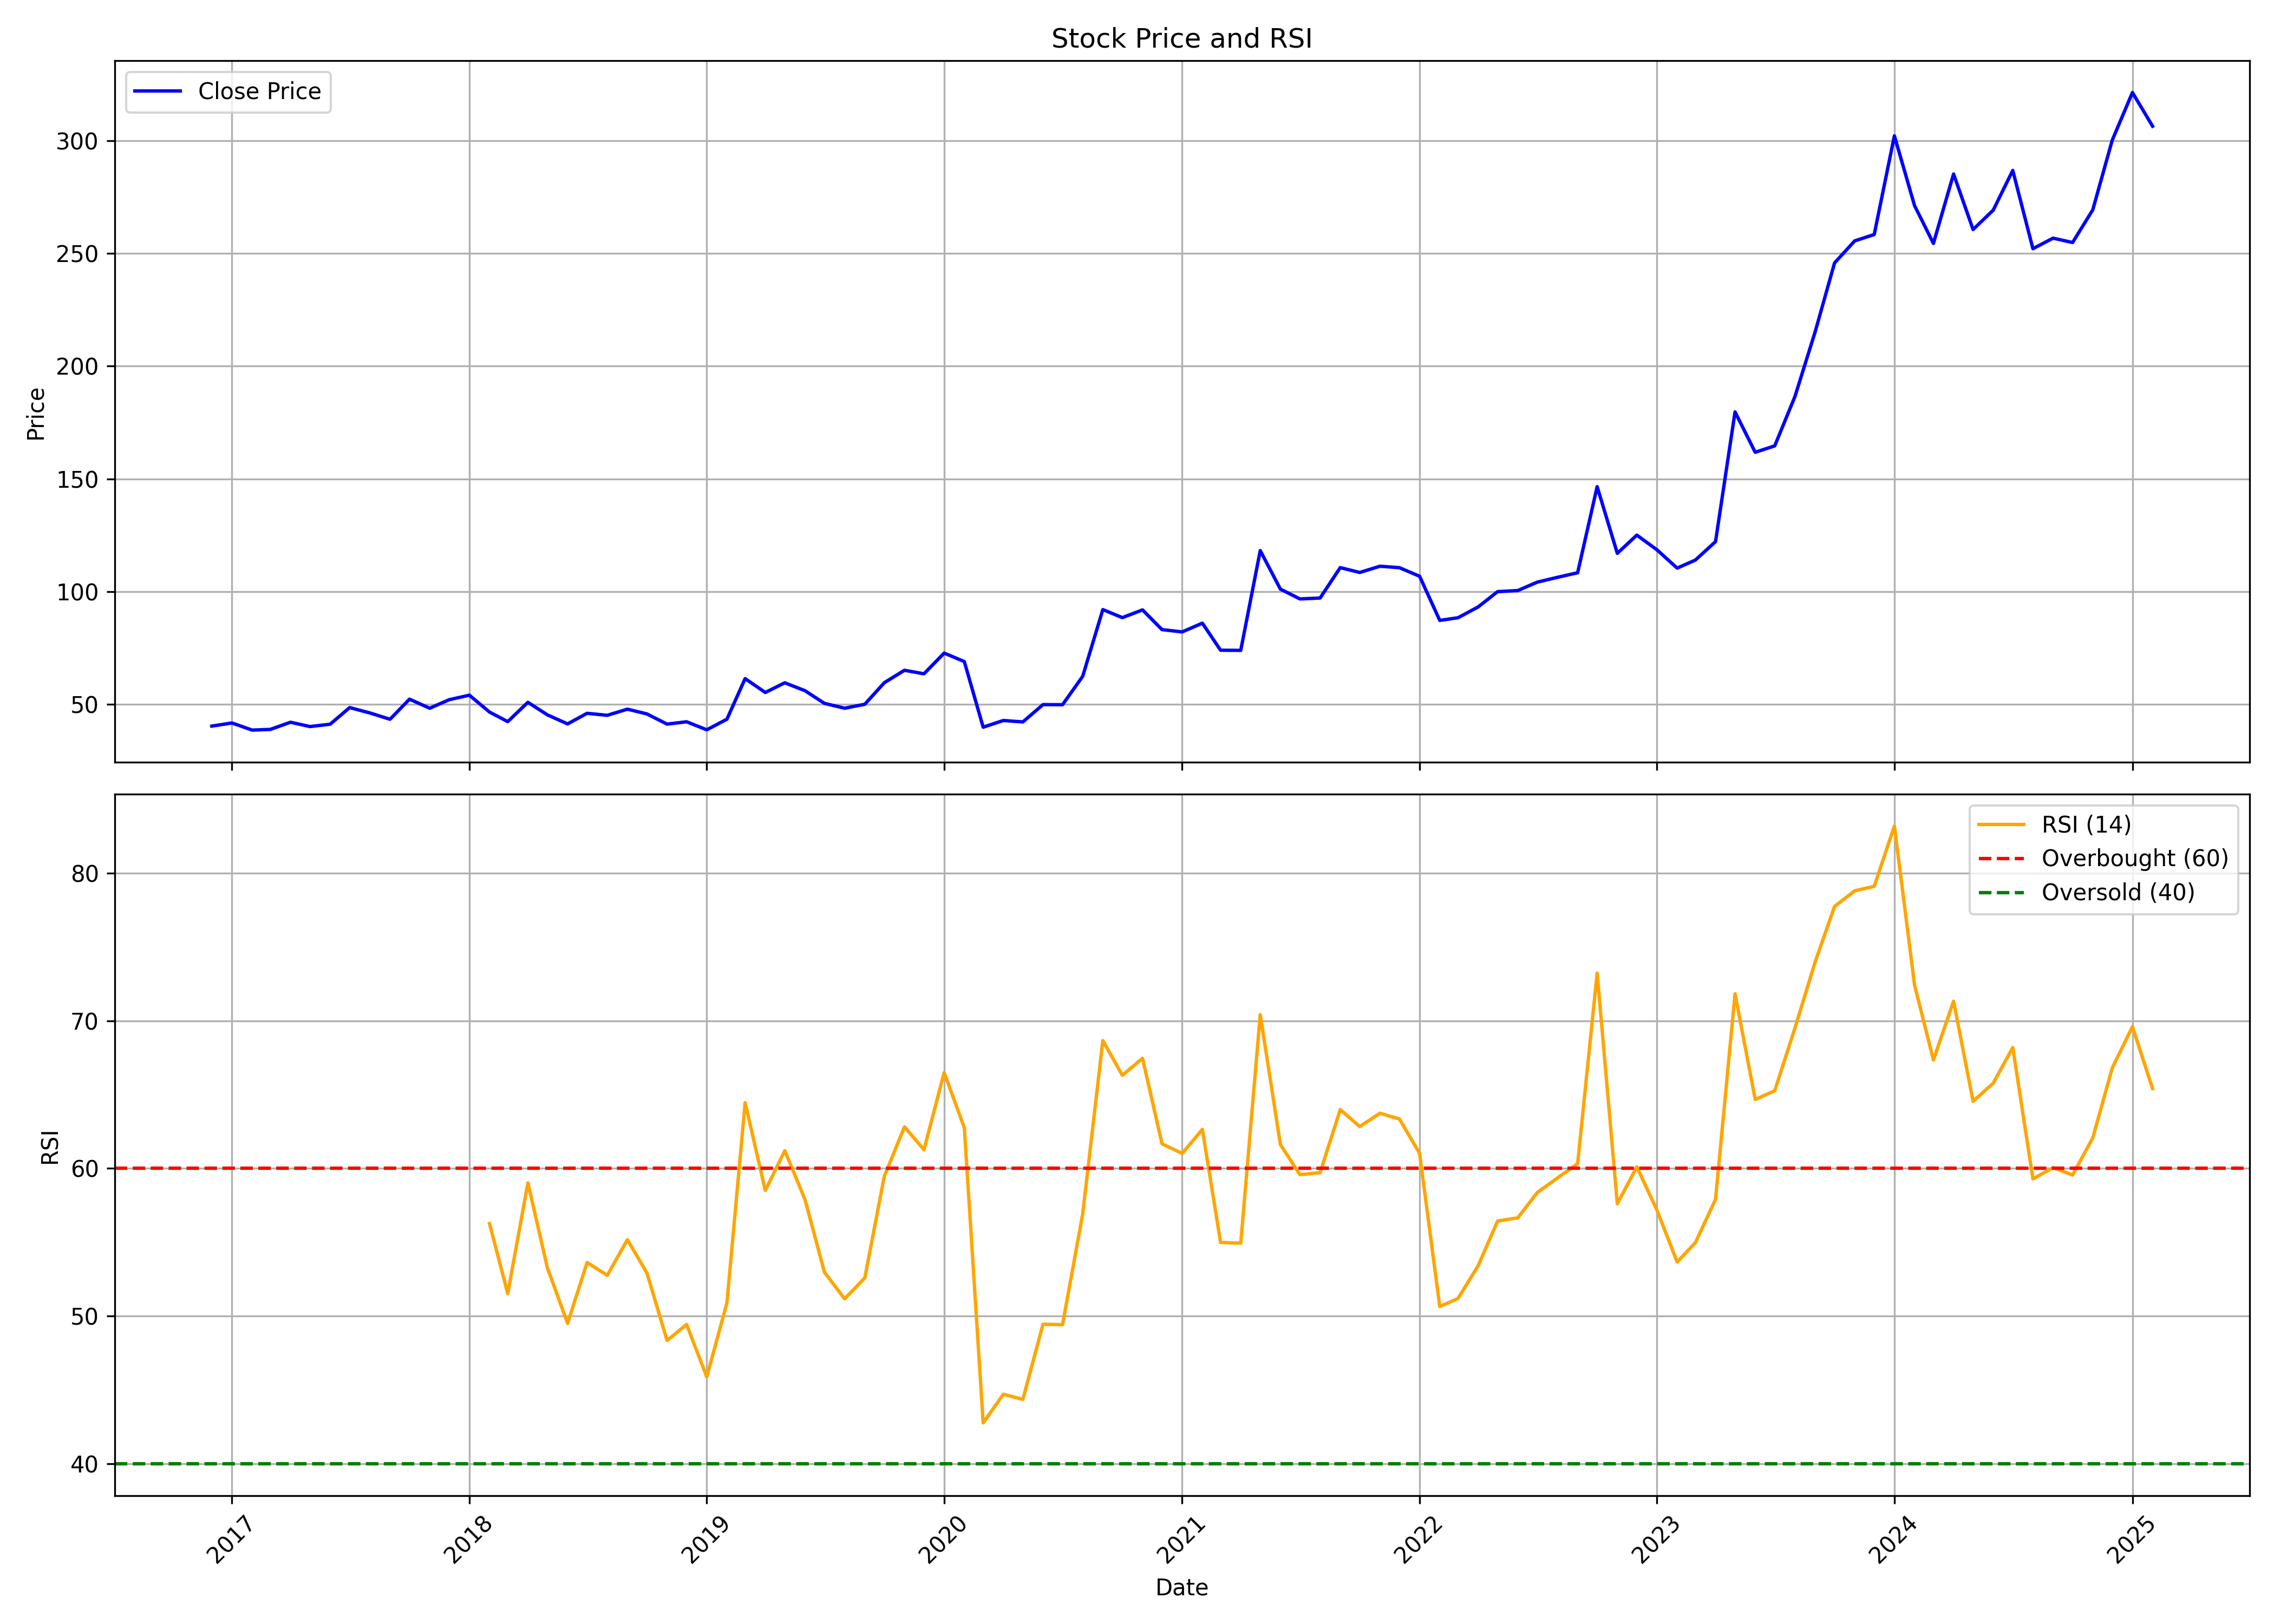 Stock Price and RSI
Close Price
300
250
200
150
100
50
Price
RSI (14)
Overbought (60)
Oversold (40)
80
70
60
50
40
RSI
2017
2018
2019
2020
2021
2022
2023
2024
2025
Date